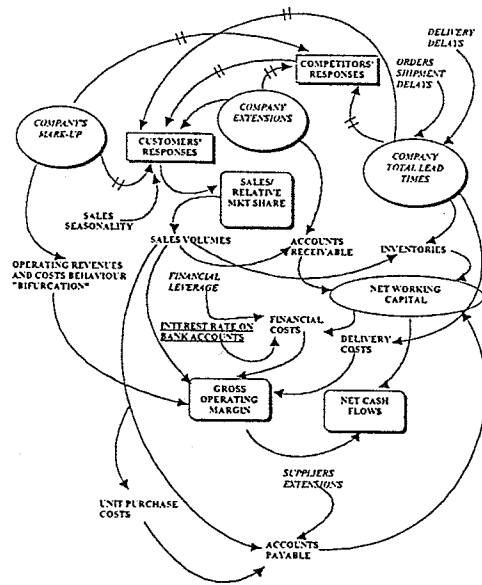 DELIVERY
DELAYS
ORDERS
SHIPMENT
DELAYS
COMPETITORS'
RESPONSES
COMPANY'S
MAKE-UP
COMPANY
EXTENSIONS
CUSTOMERS'
RESPONSES
COMPANY
TOTAL LEAD
TIMES
SALES/
RELATIVE
MKT SHARE
SALES
SEASONALITY
SALES VOLUMES
ACCOUNTS
RECEIVABLE
INVENTORIES
OPERATING REVENUES
AND COSTS BEHAVIOUR
"BIFURCATION"
FINANCIAL
LEVERAGE
NET WORKING
CAPITAL
INTEREST RATE ON
BANK ACCOUNTS
FINANCIAL
COSTS
DELIVERY
COSTS
GROSS
OPERATING
MARGIN
NET CASH
FLOWS
SUPPLIERS
EXTENSIONS
UNIT PURCHASE
COSTS
ACCOUNTS
PAYABLE